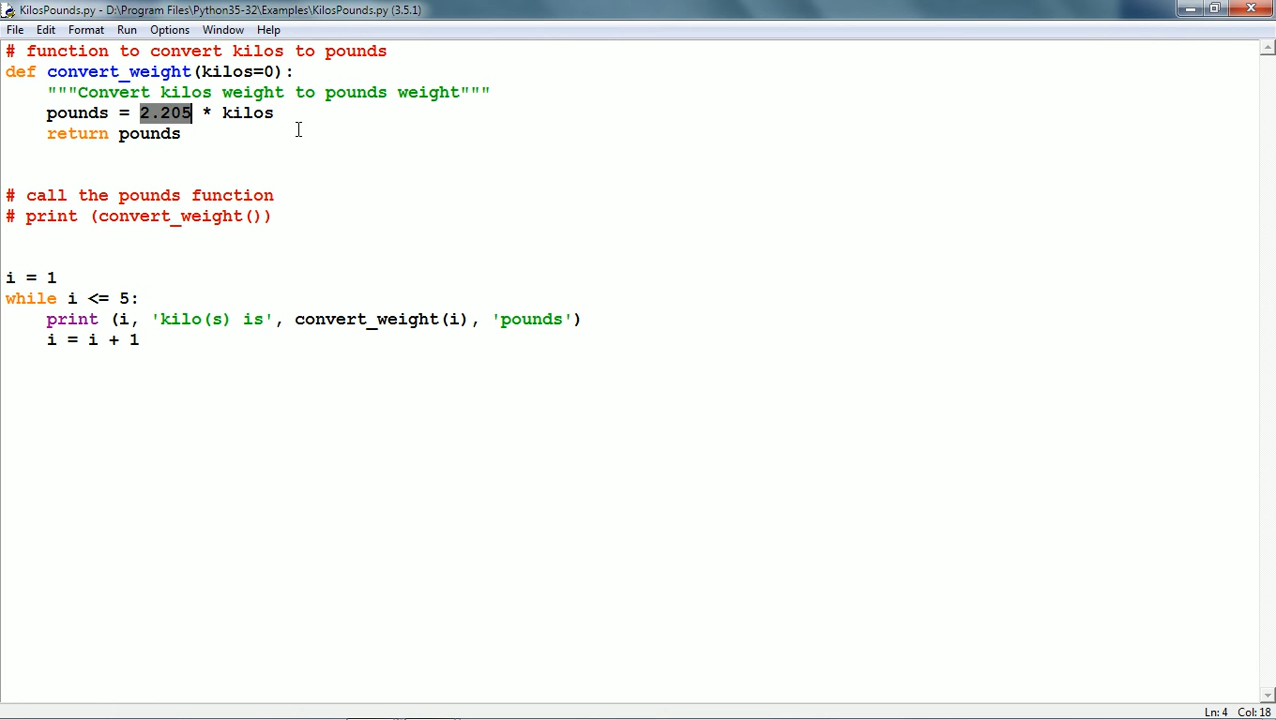 KilosPounds.py - D:\Program Files\Python35-32\Examples\KilosPounds.py (3.5.1)
File Edit Format Run Options Window Help
# function to convert kilos to pounds
def convert_weight(kilos=0):
    """Convert kilos weight to pounds weight"""
    pounds = 2.205 * kilos
    return pounds
# call the pounds function
# print (convert_weight())
i = 1
while i <= 5:
    print (i, 'kilo(s) is', convert_weight(i), 'pounds')
    i = i + 1
Ln: 4 Col: 18